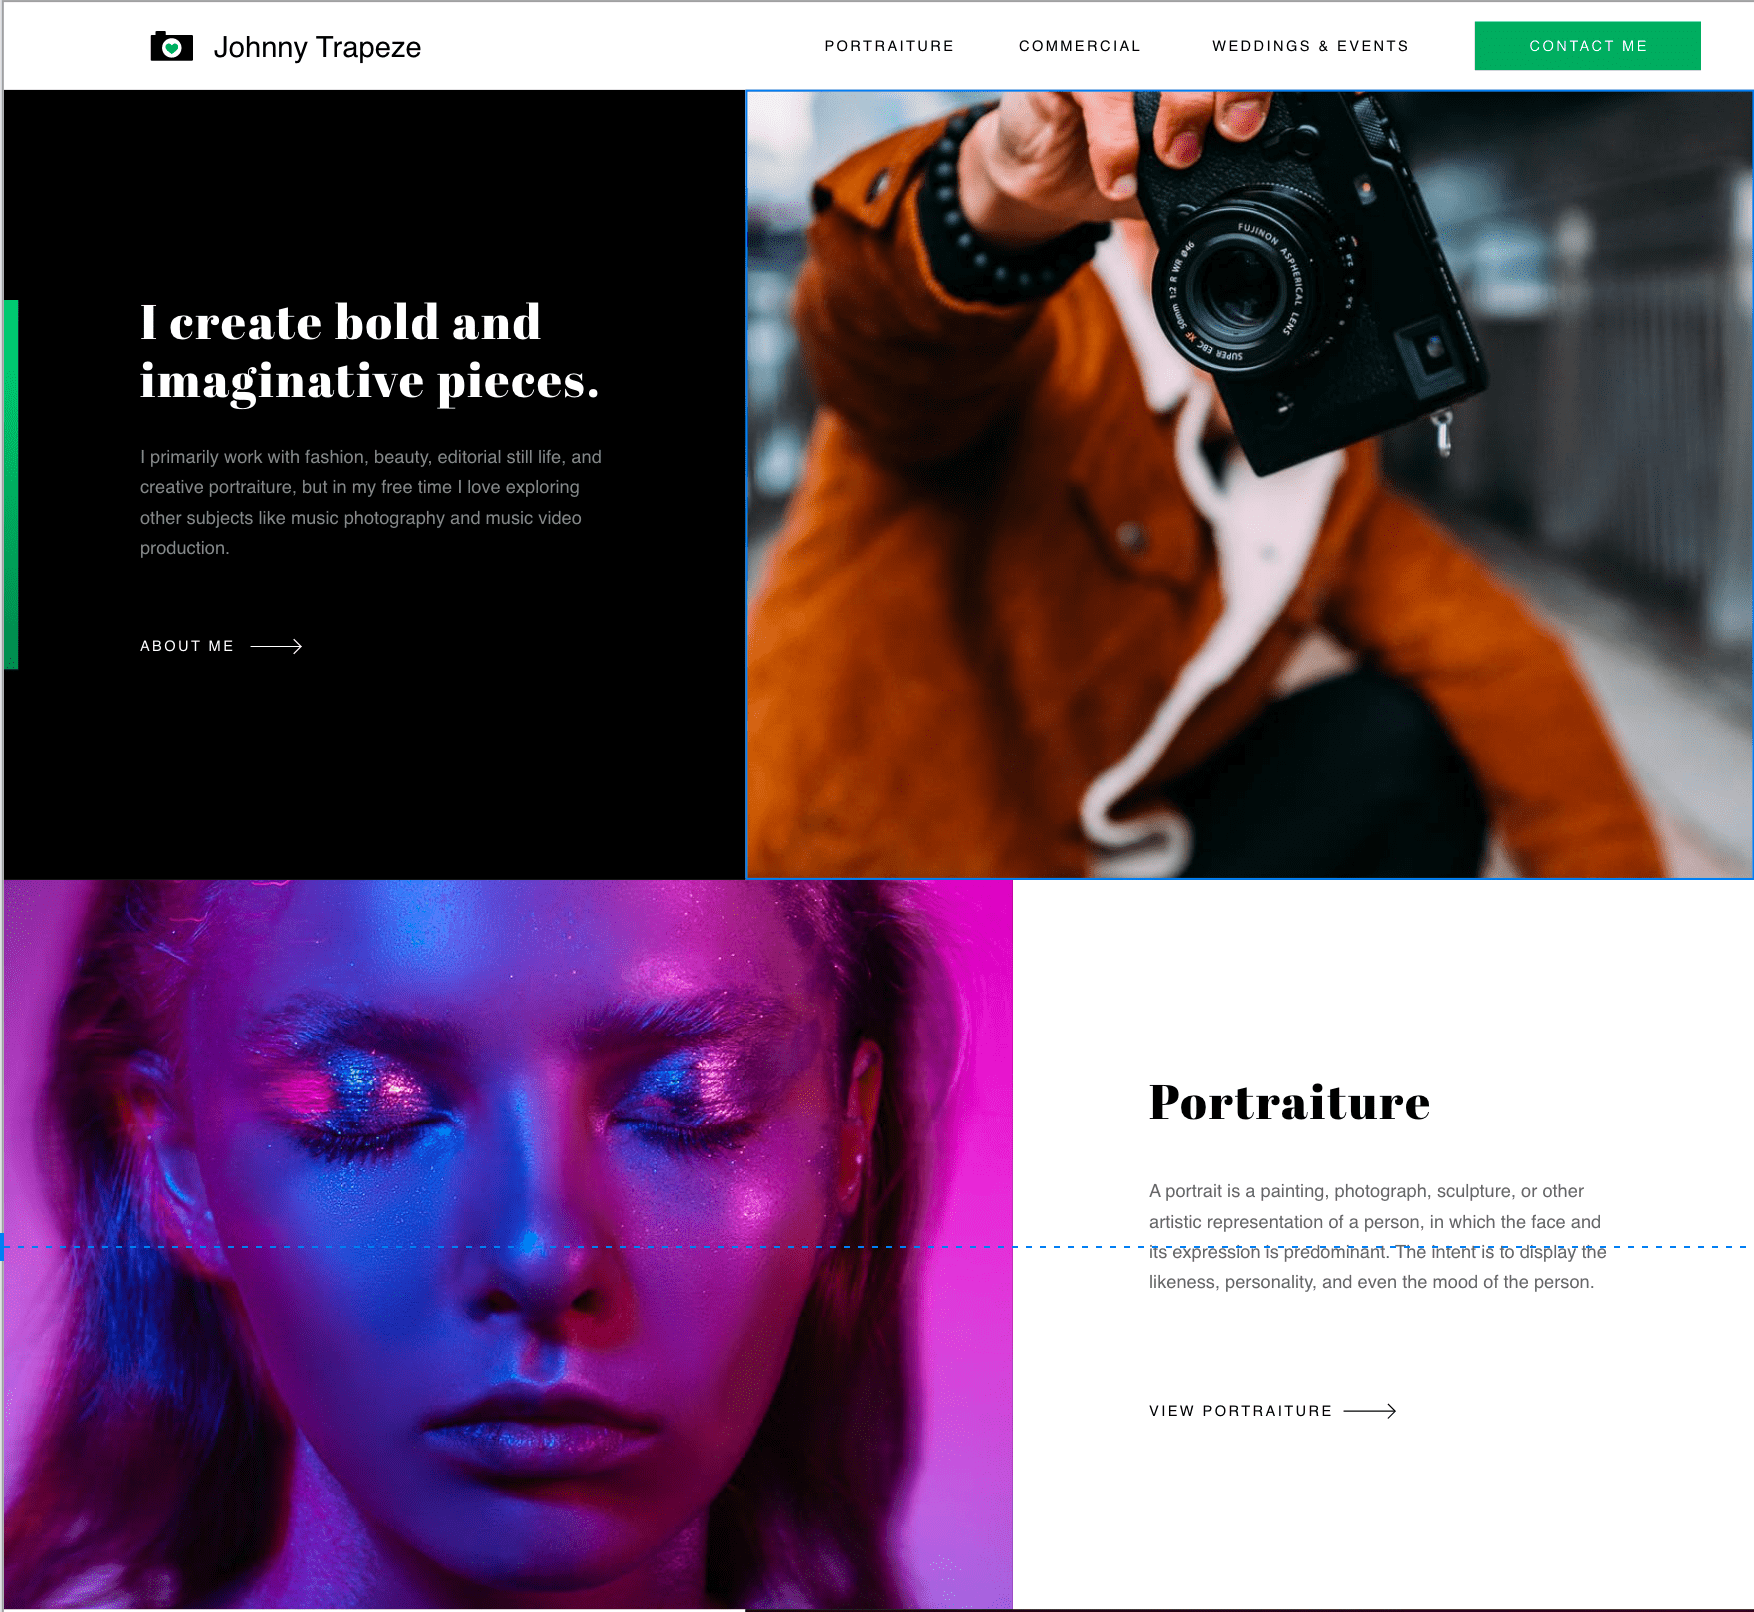 Johnny Trapeze
PORTRAITURE
COMMERCIAL
WEDDINGS & EVENTS
CONTACT ME
I create bold and
imaginative pieces.
I primarily work with fashion, beauty, editorial still life, and
creative portraiture, but in my free time I love exploring
other subjects like music photography and music video
production.
ABOUT ME
FUJINON ASPHERICAL LENS
SUPER EBC XF 50mm 1:2 R WR ø46
Portraiture
A portrait is a painting, photograph, sculpture, or other
artistic representation of a person, in which the face and
its expression is predominant. The intent is to display the
likeness, personality, and even the mood of the person.
VIEW PORTRAITURE